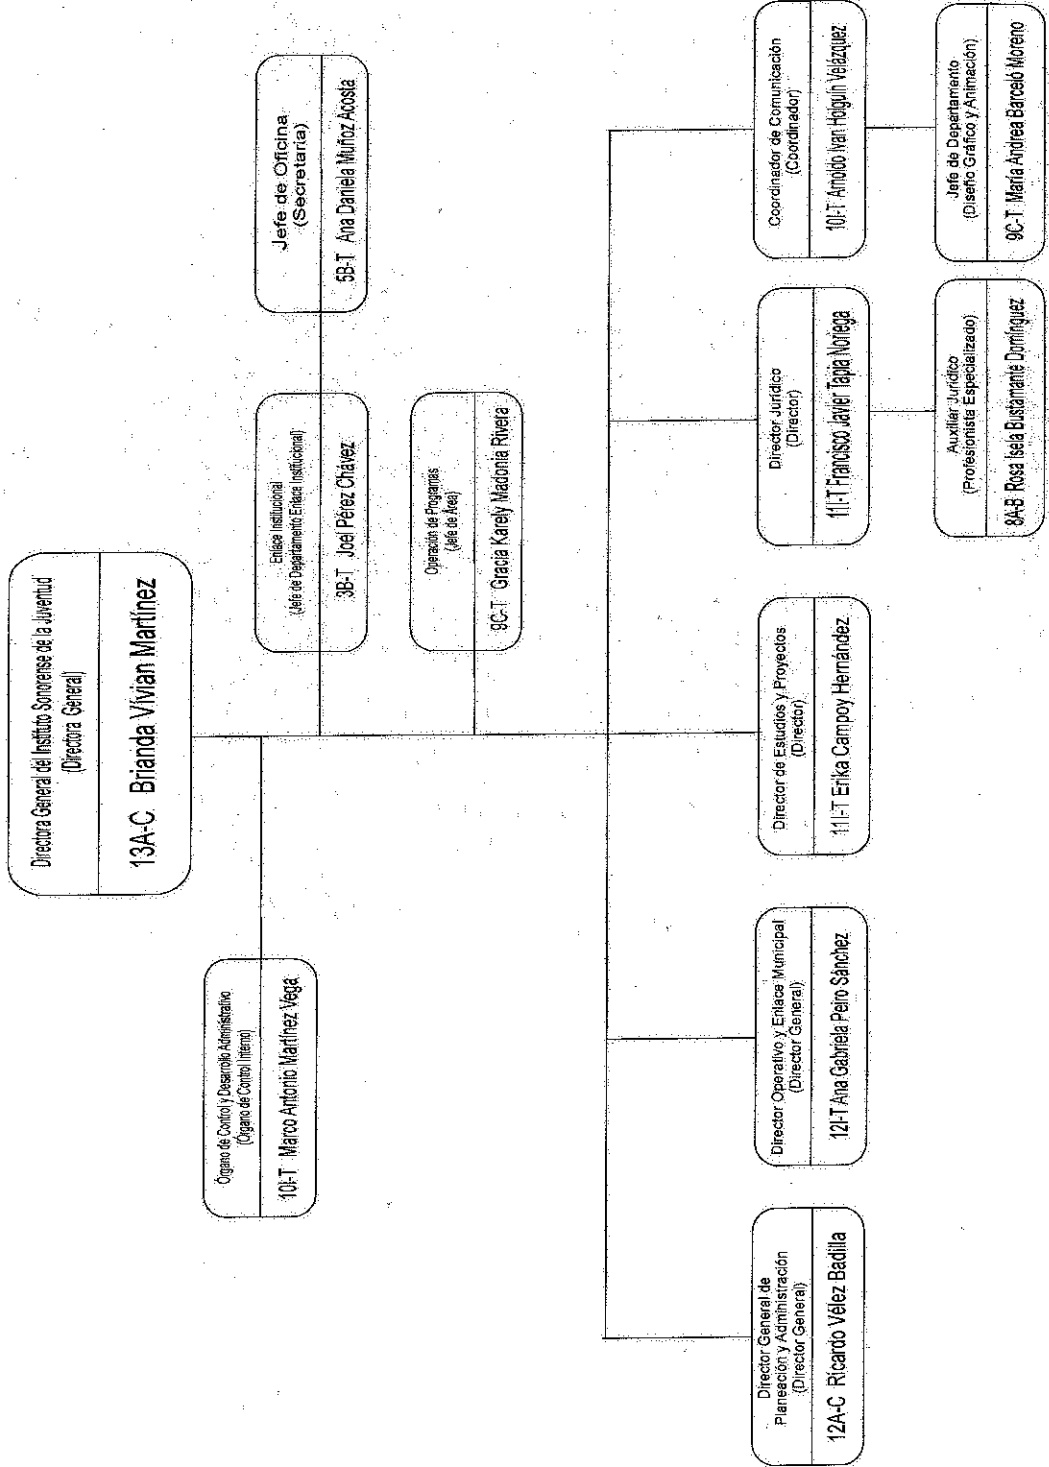 Directora General del Instituto Sonorense de la Juventud
(Directora General)
13A-C Brianda Vivian Martínez
Órgano de Control y Desarrollo Administrativo
(Órgano de Control Interno)
10I-T Marco Antonio Martínez Vega
Enlace Institucional
(Jefe de Departamento Enlace Institucional)
3B-T Joel Pérez Chávez
Jefe de Oficina
(Secretaria)
5B-T Ana Daniela Muñoz Acosta
Operación de Programas
(Jefe de Área)
9C-T Gracia Karely Madonia Rivera
Director General de
Planeación y Administración
(Director General)
12A-C Ricardo Vélez Badilla
Director Operativo y Enlace Municipal
(Director General)
12I-T Ana Gabriela Peiro Sánchez
Director de Estudios y Proyectos
(Director)
11I-T Erika Campoy Hernández
Director Jurídico
(Director)
11I-T Francisco Javier Tapia Noriega
Coordinador de Comunicación
(Coordinador)
10I-T Arnoldo Ivan Holguín Velázquez
Auxiliar Jurídico
(Profesionista Especializado)
8A-B Rosa Isela Bustamante Domínguez
Jefe de Departamento
(Diseño Gráfico y Animación)
9C-T María Andrea Barceló Moreno